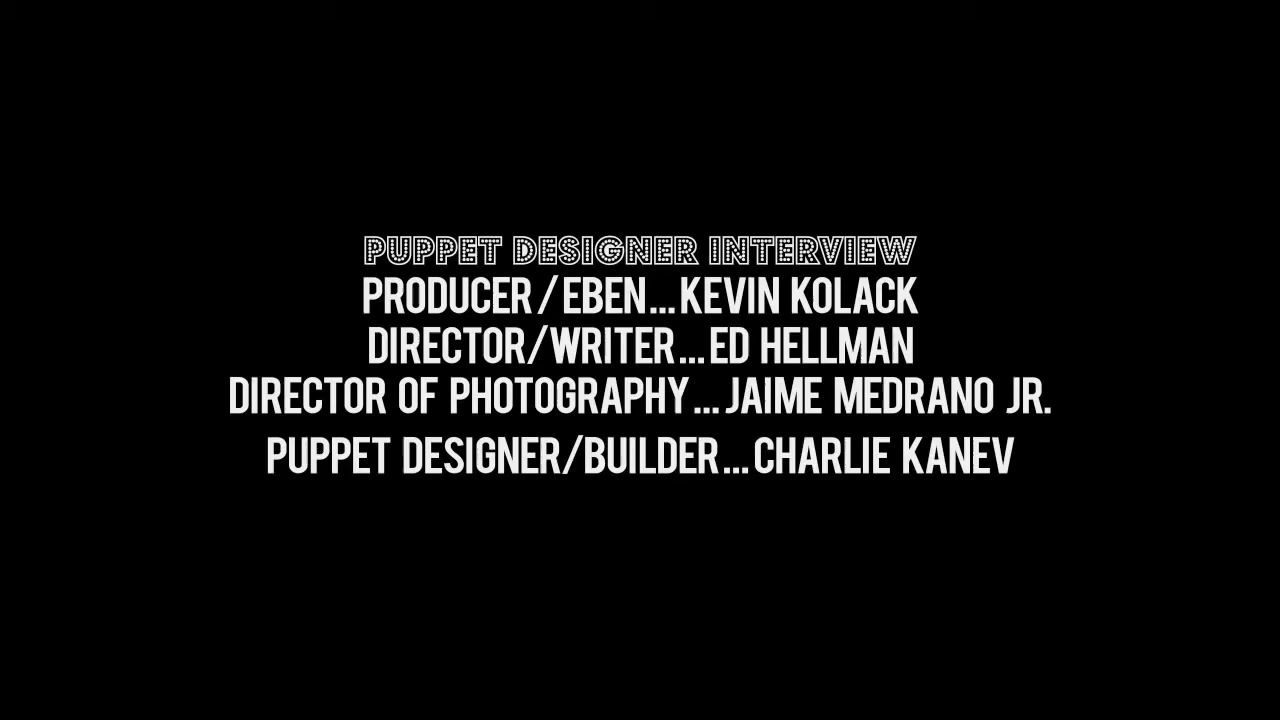 PUPPET DESIGNER INTERVIEW
PRODUCER/EBEN...KEVIN KOLACK
DIRECTOR/WRITER...ED HELLMAN
DIRECTOR OF PHOTOGRAPHY...JAIME MEDRANO JR.
PUPPET DESIGNER/BUILDER...CHARLIE KANEV